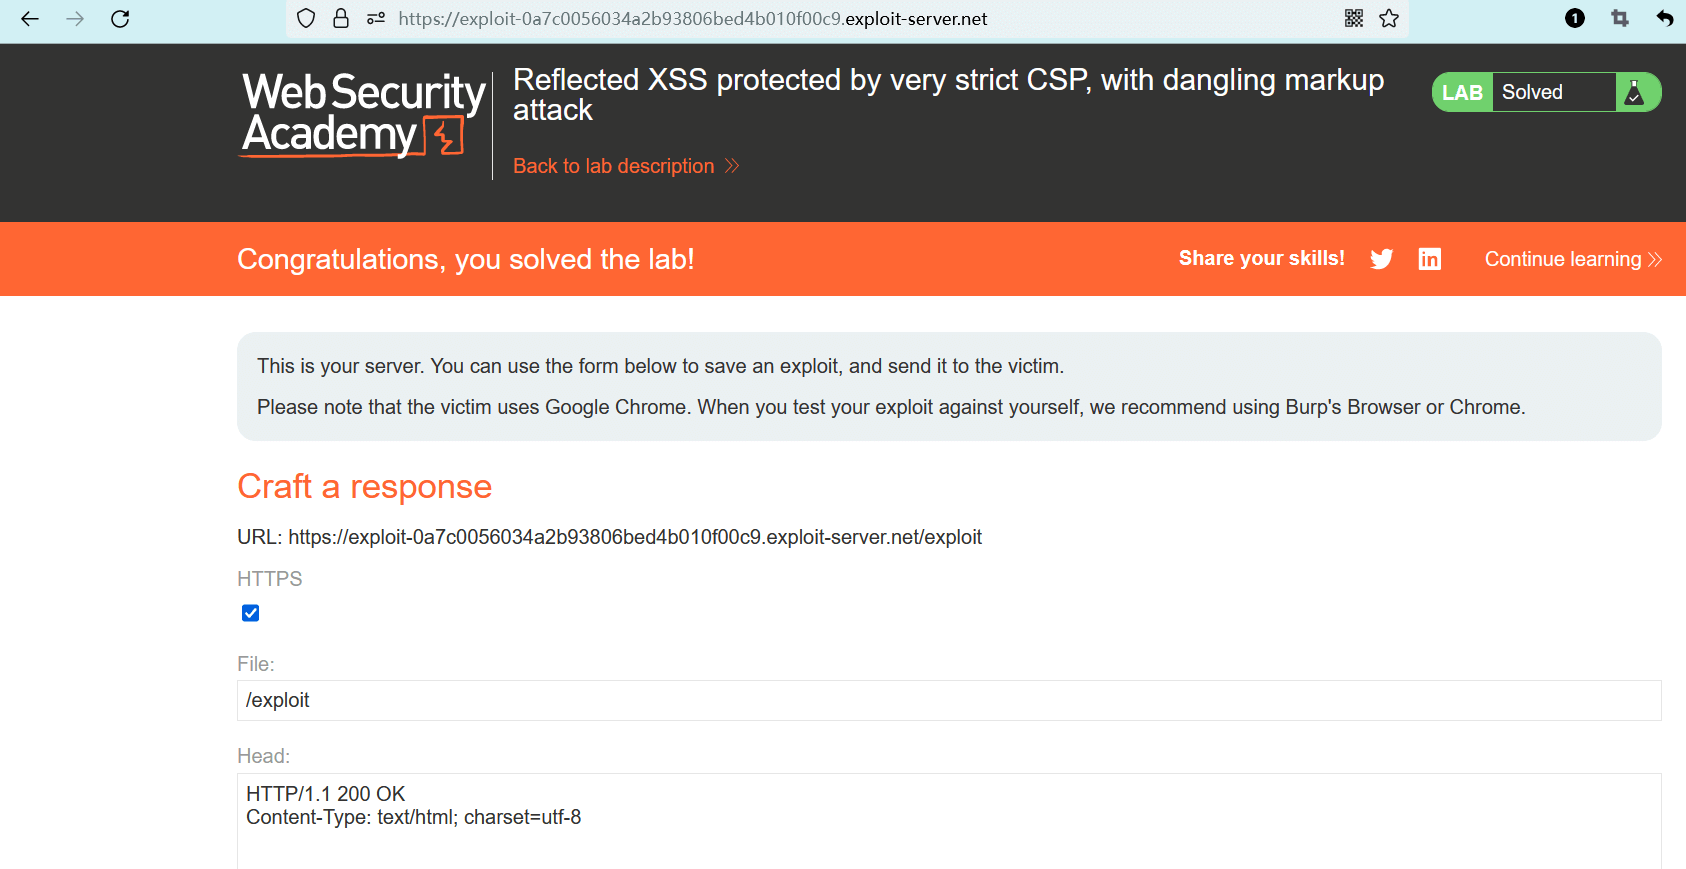 https://exploit-0a7c0056034a2b93806bed4b010f00c9.exploit-server.net
1
Web Security
Academy
Reflected XSS protected by very strict CSP, with dangling markup
attack
LAB Solved
Back to lab description
Congratulations, you solved the lab!
Share your skills!
in
Continue learning
This is your server. You can use the form below to save an exploit, and send it to the victim.
Please note that the victim uses Google Chrome. When you test your exploit against yourself, we recommend using Burp's Browser or Chrome.
Craft a response
URL: https://exploit-0a7c0056034a2b93806bed4b010f00c9.exploit-server.net/exploit
HTTPS
File:
/exploit
Head:
HTTP/1.1 200 OK
Content-Type: text/html; charset=utf-8